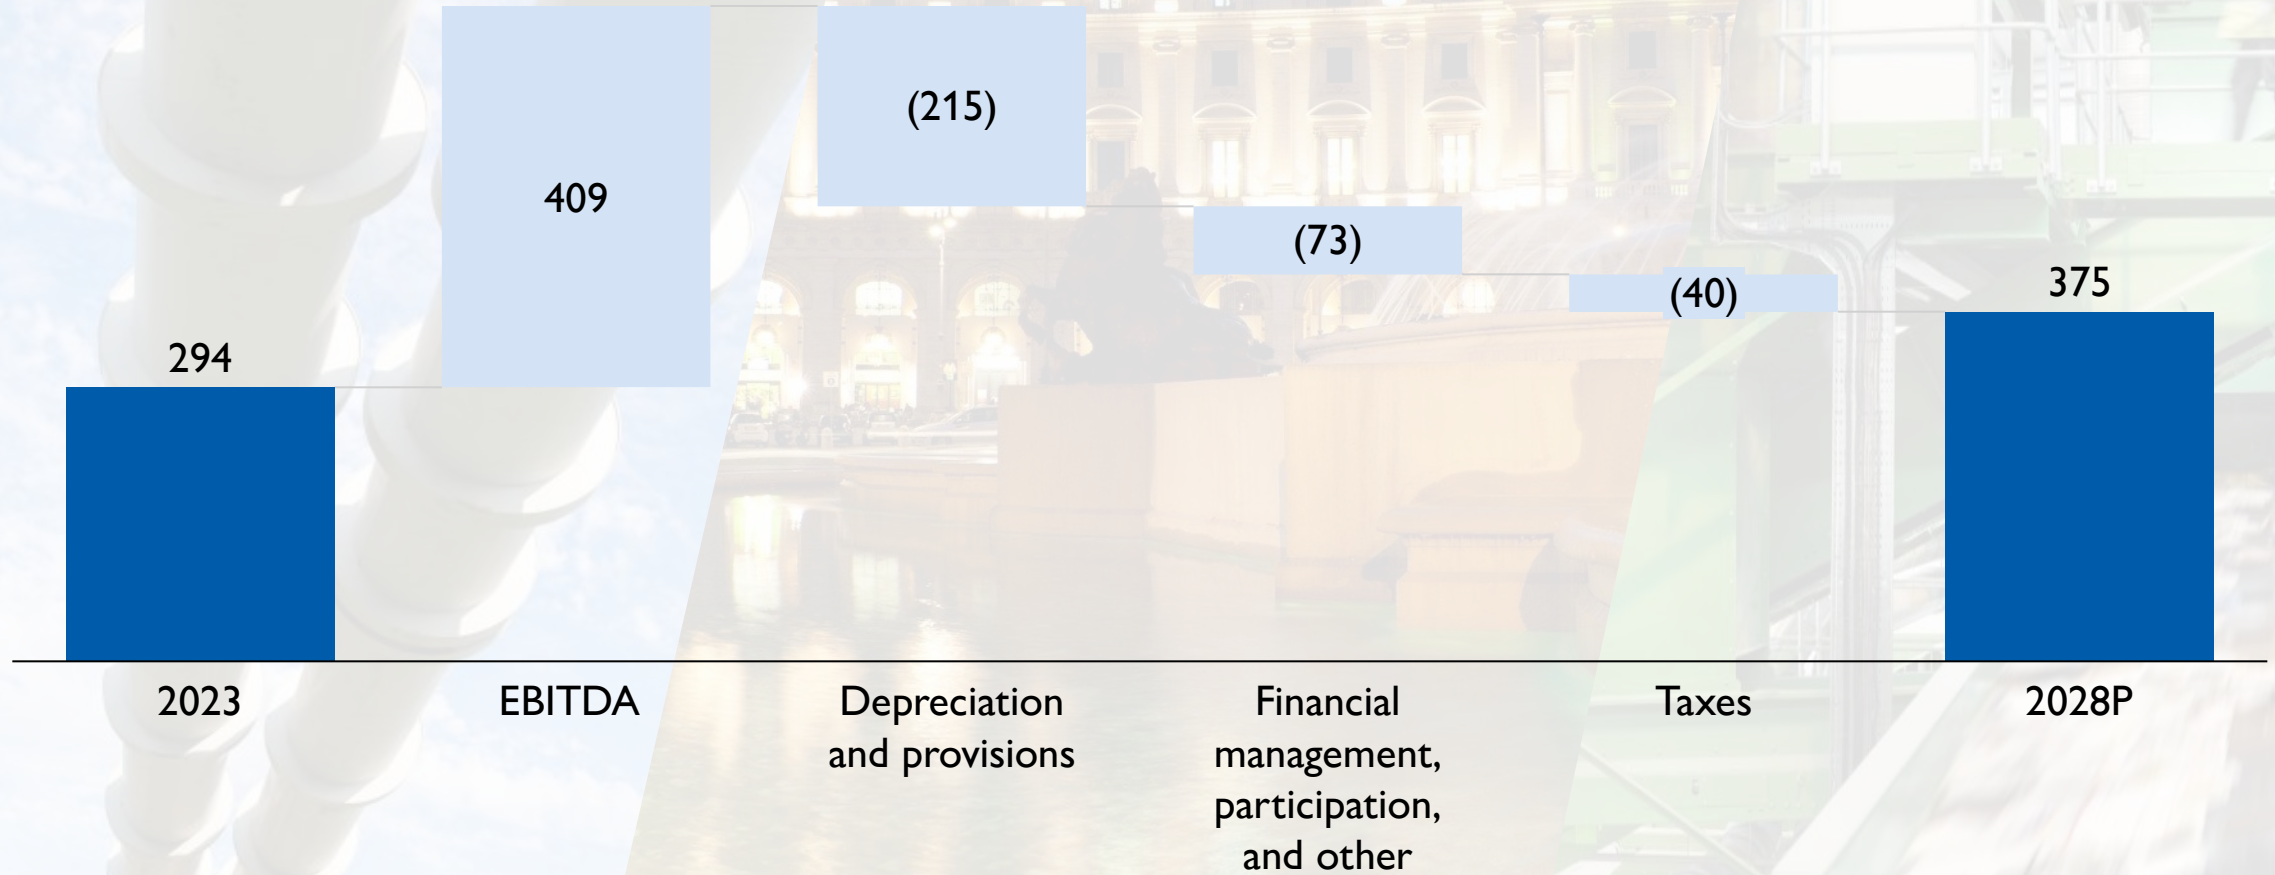 (215)
409
(73)
(40)
375
294
2023
EBITDA
Depreciation
and provisions
Financial
management,
participation,
and other
Taxes
2028P